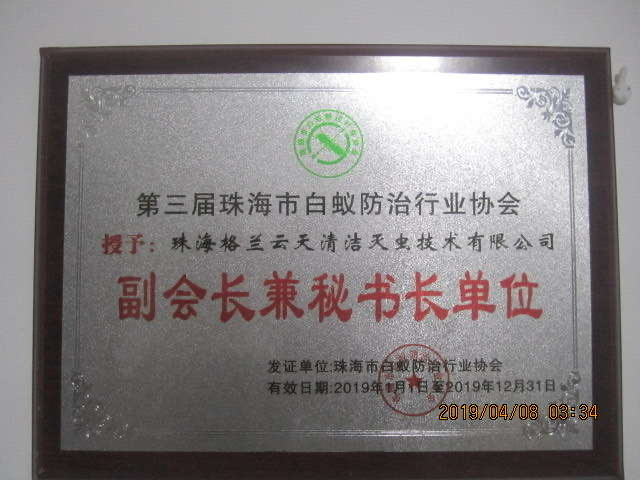 第三届珠海市白蚁防治行业协会
授予：珠海格兰云天清洁灭虫技术有限公司
副会长兼秘书长单位
发证单位:珠海市白蚁防治行业协会
有效日期:2019年1月1日至2019年12月31日
2019/04/08 03:34